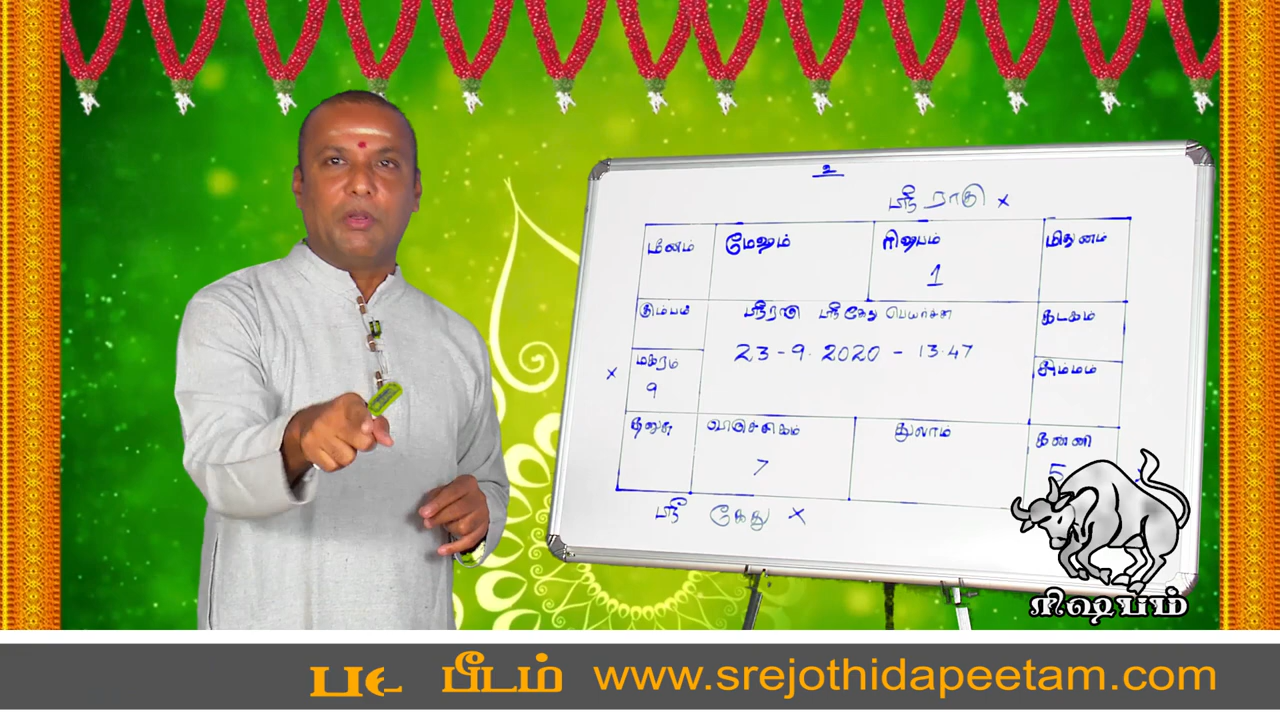 உ
ஸ்ரீ ராகு x
மீனம் மேஷம் ரிஷபம் மிதுனம்
1
கும்பம் ஸ்ரீராகு ஸ்ரீகேது பெயர்ச்சி கடகம்
23-9.2020 - 13.47
x மகரம் சிம்மம்
9
தனுசு விருச்சிகம் துலாம் கன்னி
7 5
ஸ்ரீ கேது x
ரிஷபம்
பீடம் www.srejothidapeetam.com